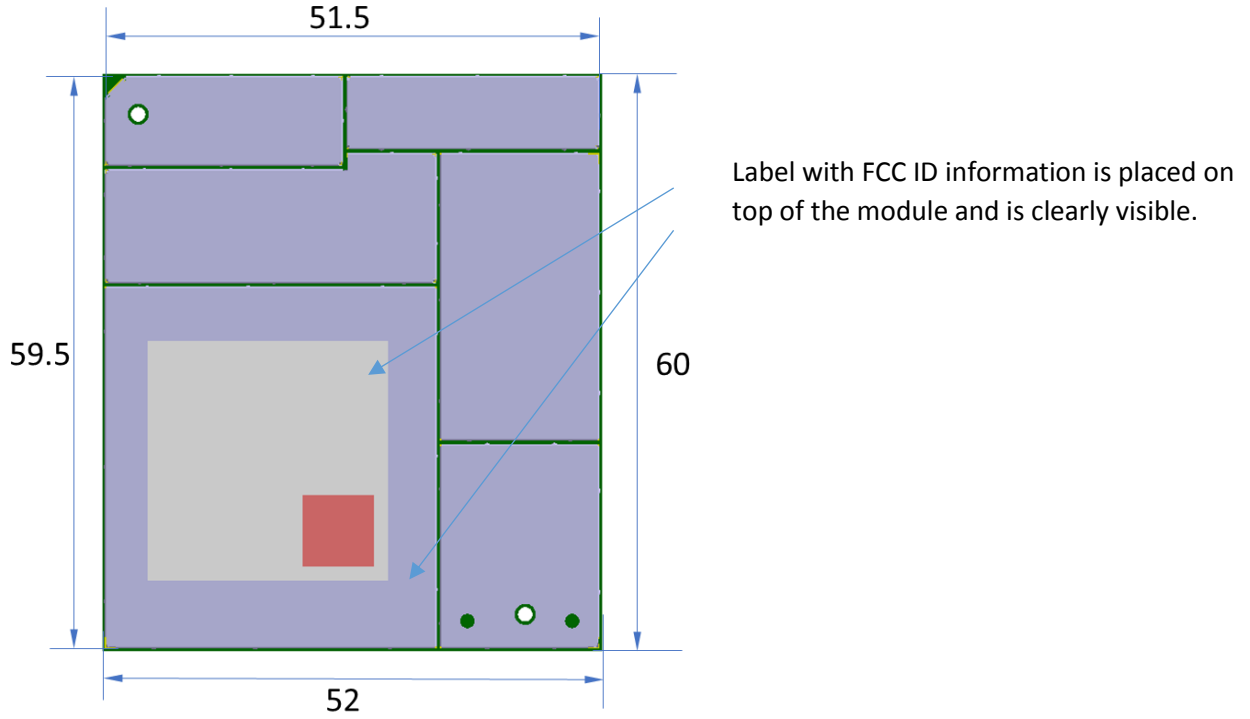 51.5
Label with FCC ID information is placed on
top of the module and is clearly visible.
59.5
60
52